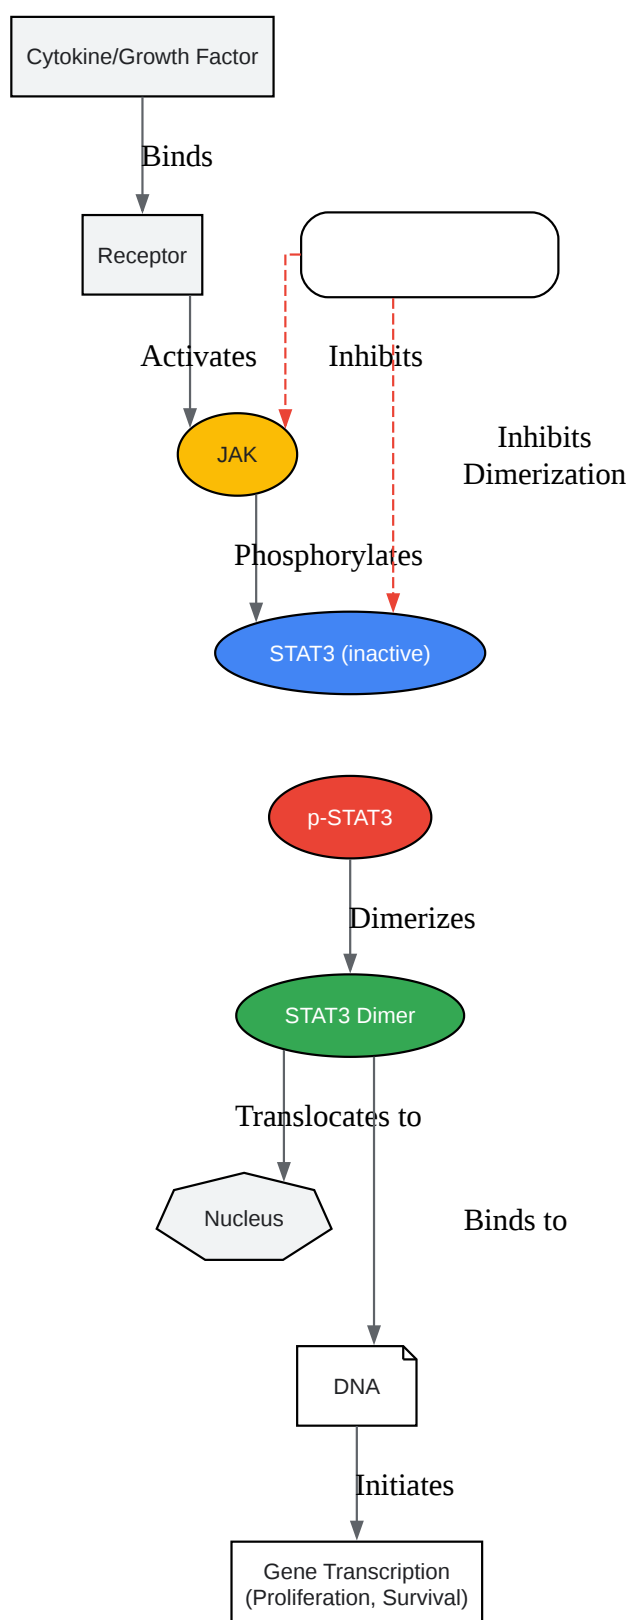 Cytokine/Growth Factor
Binds
Receptor
Activates
Inhibits
Inhibits
Dimerization
JAK
Phosphorylates
STAT3 (inactive)
p-STAT3
Dimerizes
STAT3 Dimer
Translocates to
Nucleus
Binds to
DNA
Initiates
Gene Transcription
(Proliferation, Survival)